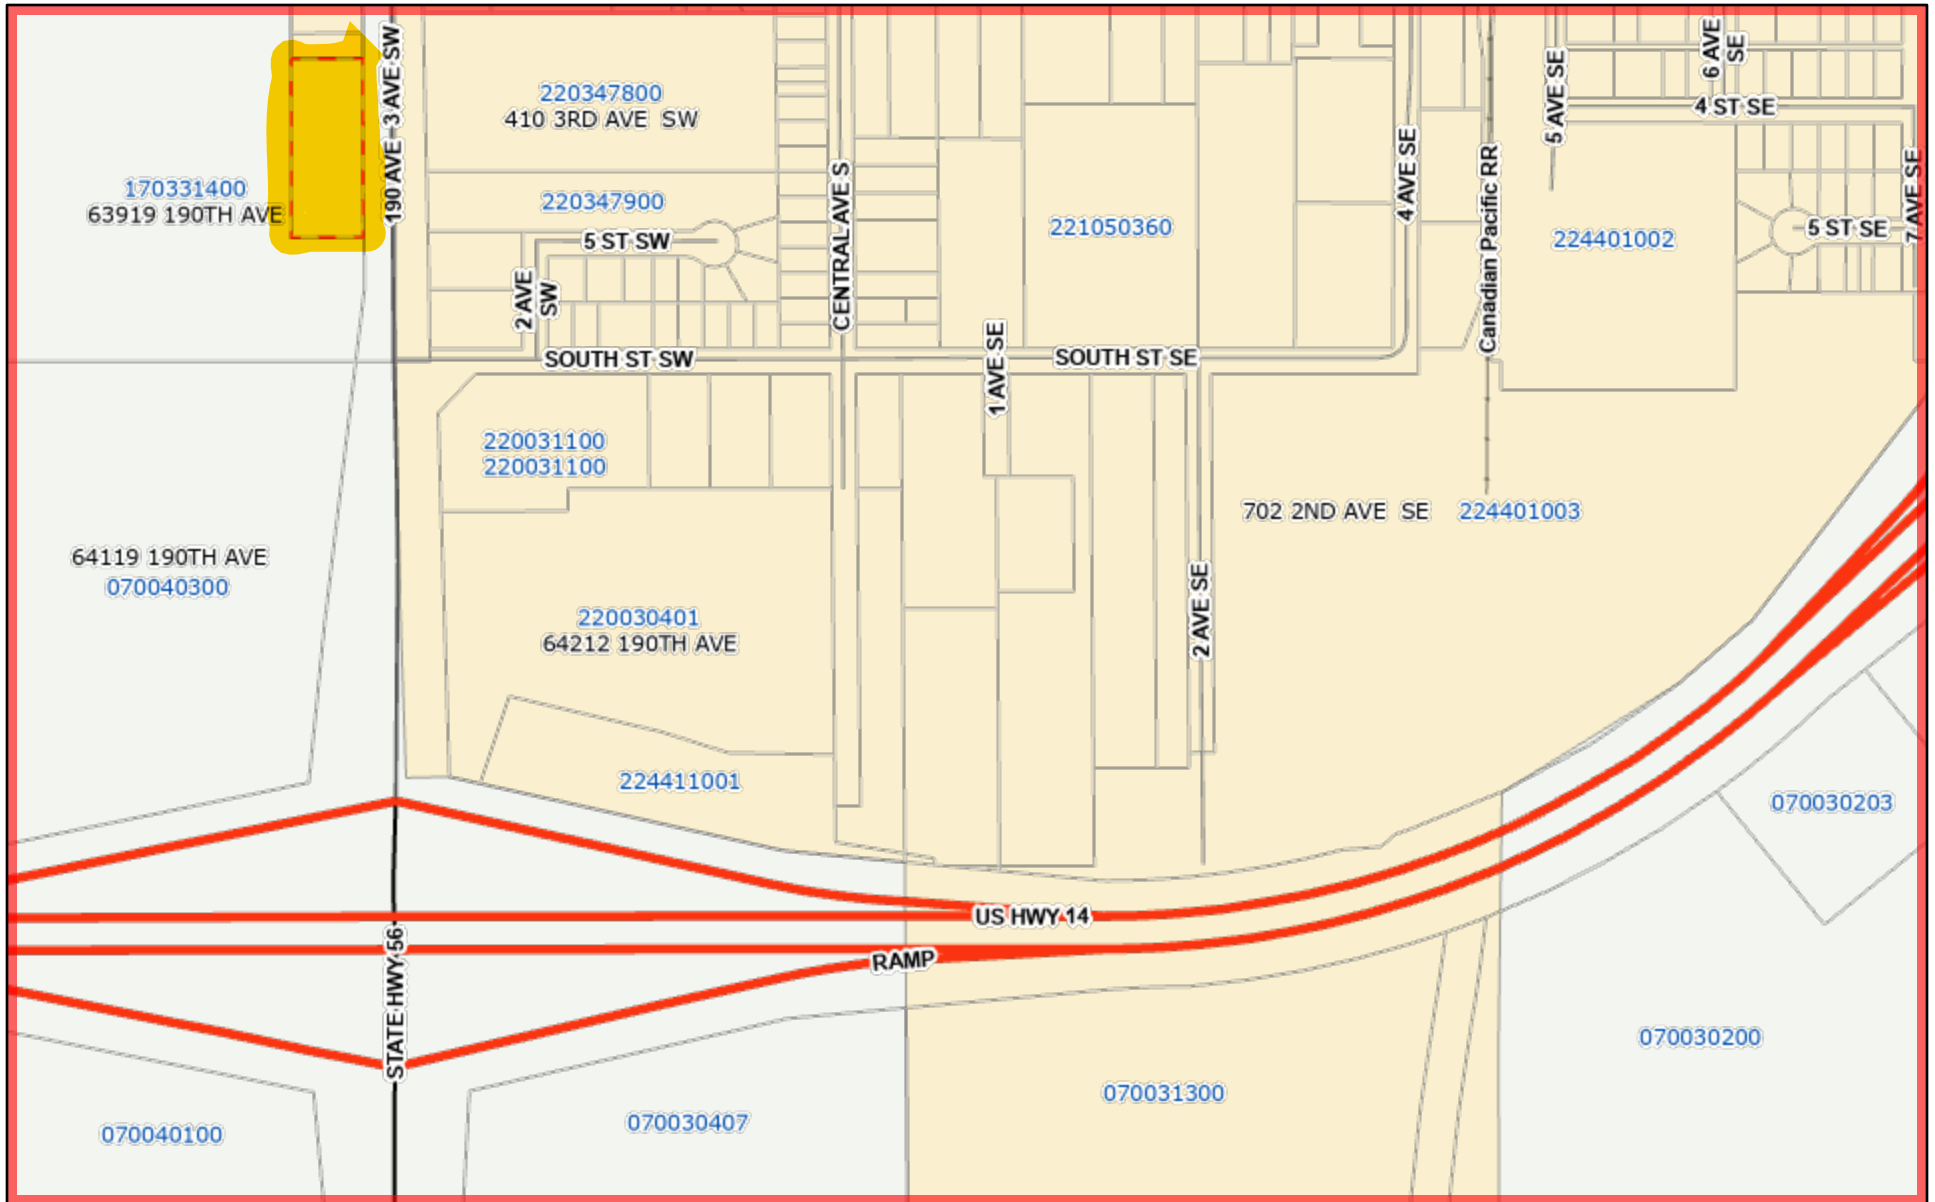 190 AVE 3 AVE SW
220347800
410 3RD AVE SW
6 AVE
SE
5 AVE SE
4 ST SE
170331400
63919 190TH AVE
220347900
5 ST SW
2 AVE
SW
CENTRAL AVE S
221050360
4 AVE SE
Canadian Pacific RR
224401002
5 ST SE
7 AVE SE
SOUTH ST SW
1 AVE SE
SOUTH ST SE
220031100
220031100
702 2ND AVE SE
224401003
64119 190TH AVE
070040300
220030401
64212 190TH AVE
2 AVE SE
224411001
070030203
US HWY 14
RAMP
STATE HWY 56
070030200
070031300
070040100
070030407